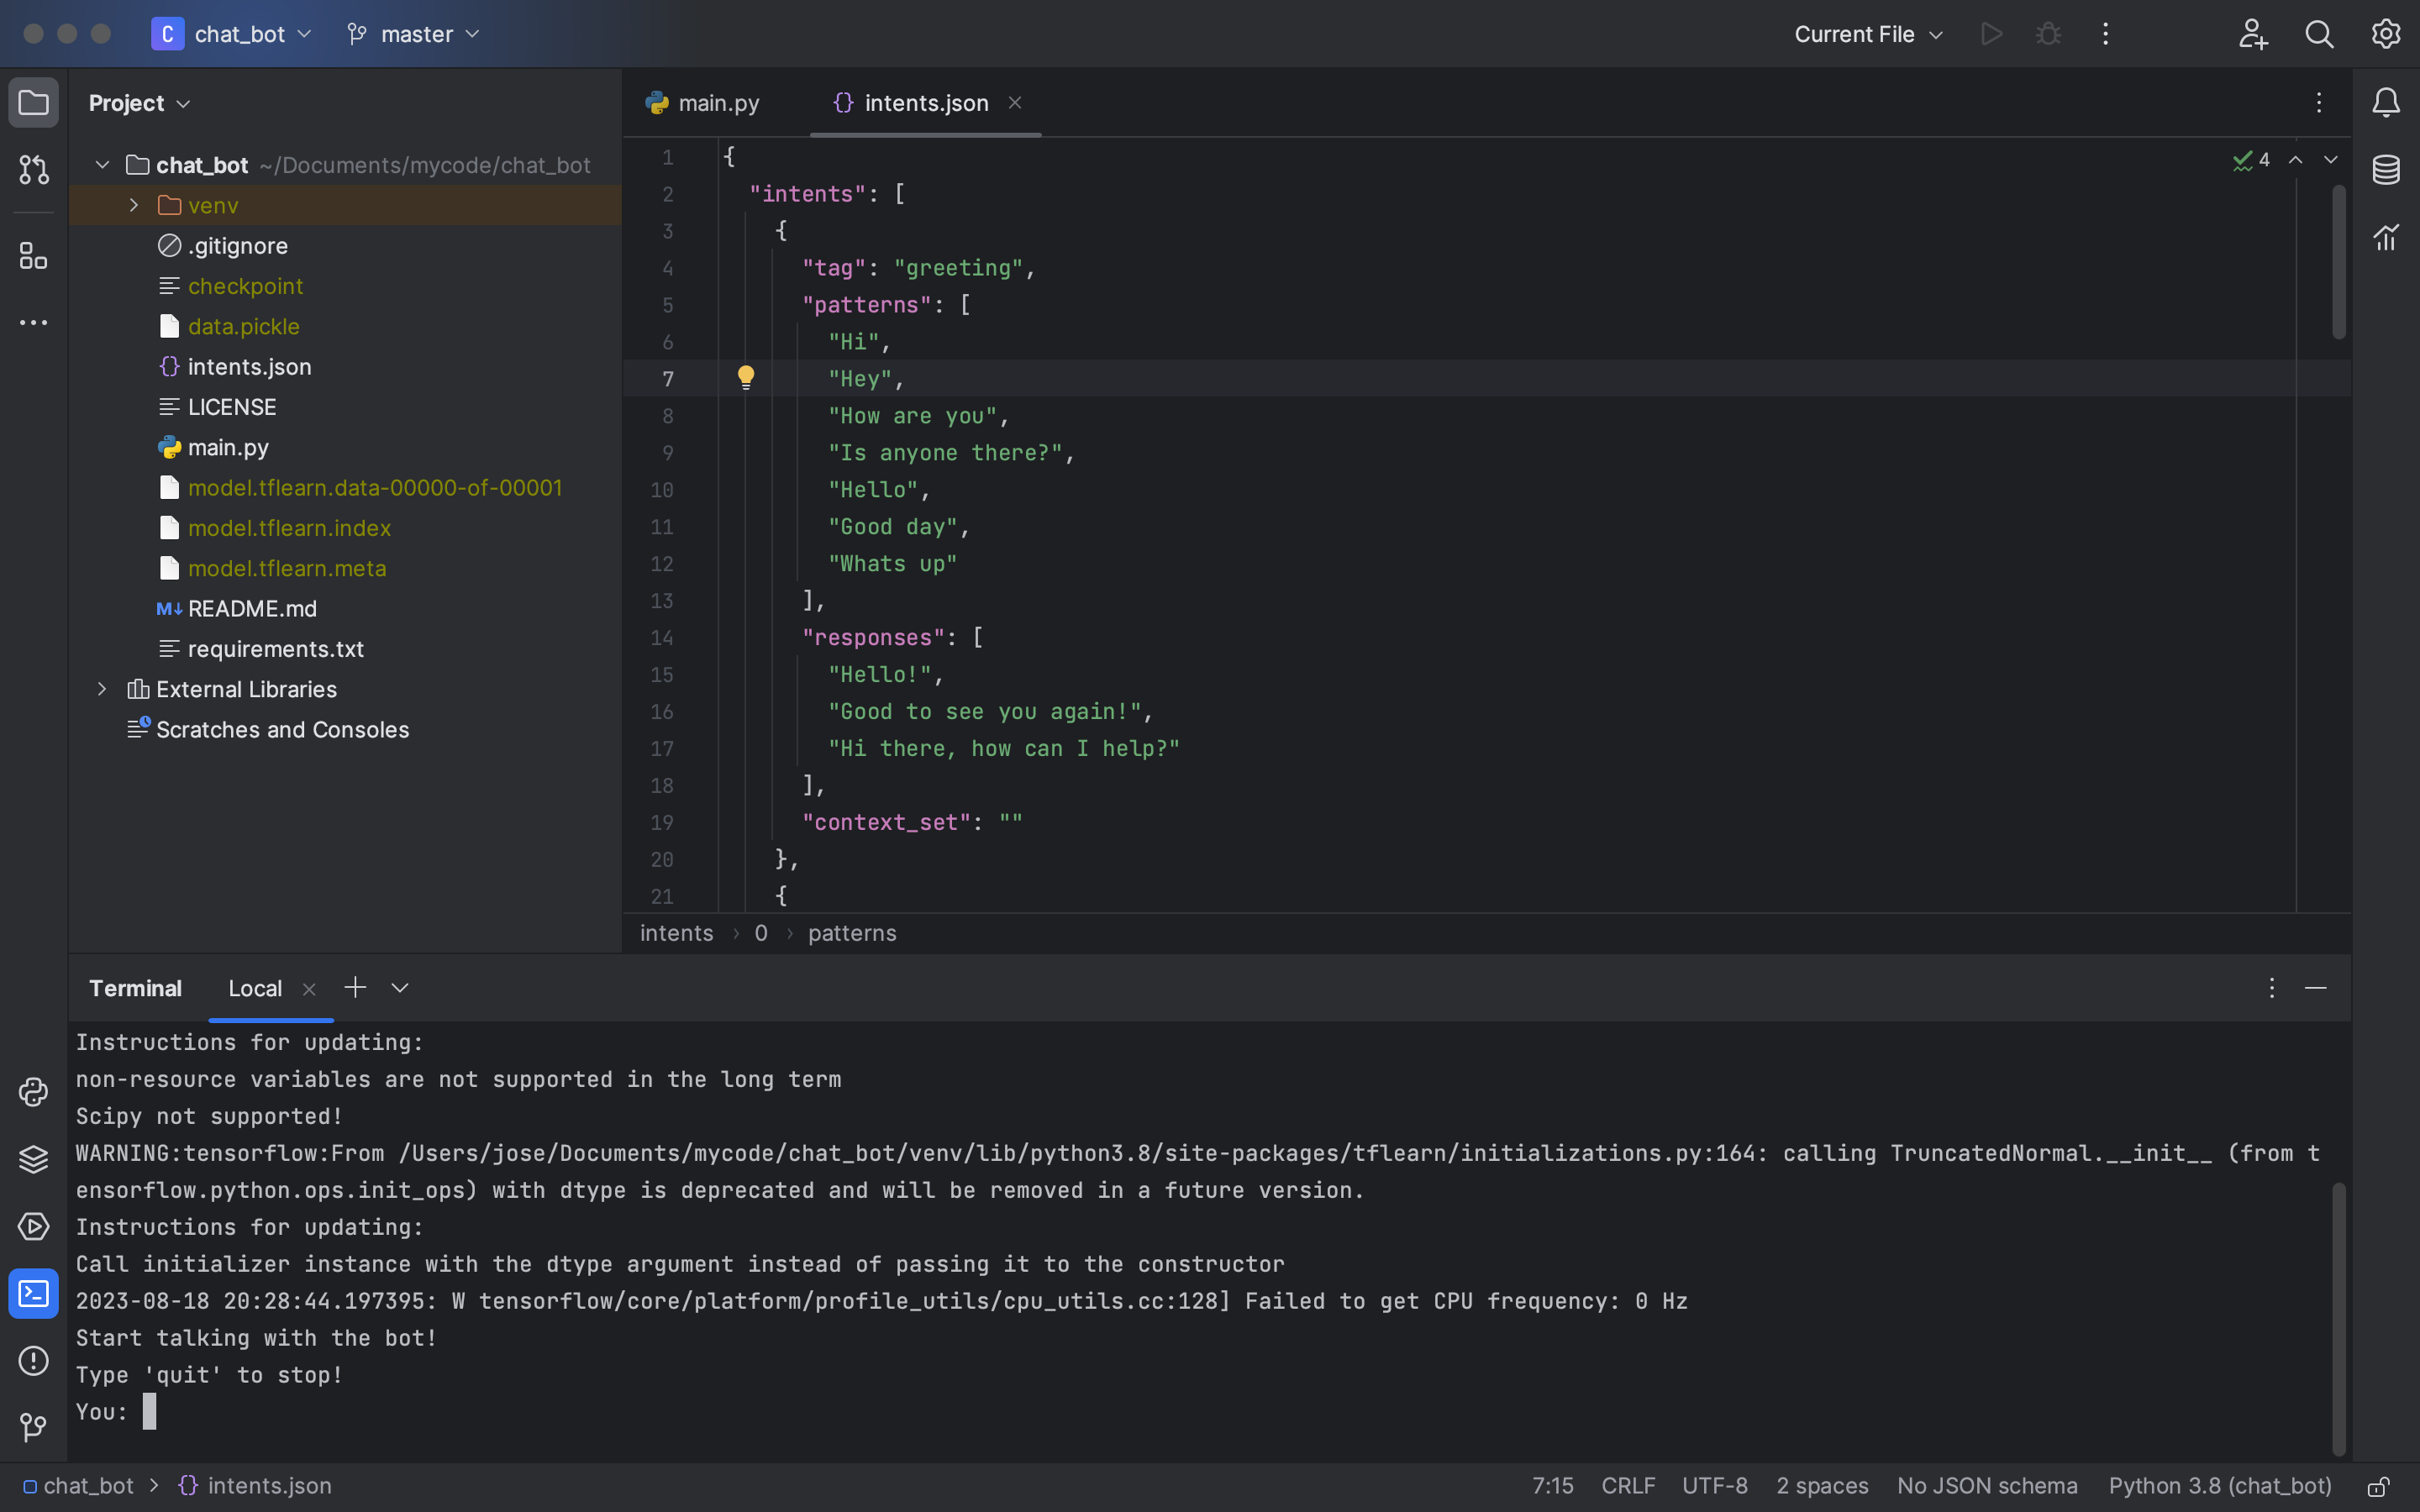 C chat_bot master Current File
Project
chat_bot ~/Documents/mycode/chat_bot
venv
.gitignore
checkpoint
data.pickle
{} intents.json
LICENSE
main.py
model.tflearn.data-00000-of-00001
model.tflearn.index
model.tflearn.meta
M↓ README.md
requirements.txt
External Libraries
Scratches and Consoles
main.py {} intents.json
4
1 {
2 "intents": [
3 {
4 "tag": "greeting",
5 "patterns": [
6 "Hi",
7 "Hey",
8 "How are you",
9 "Is anyone there?",
10 "Hello",
11 "Good day",
12 "Whats up"
13 ],
14 "responses": [
15 "Hello!",
16 "Good to see you again!",
17 "Hi there, how can I help?"
18 ],
19 "context_set": ""
20 },
21 {
intents › 0 › patterns
Terminal Local
Instructions for updating:
non-resource variables are not supported in the long term
Scipy not supported!
WARNING:tensorflow:From /Users/jose/Documents/mycode/chat_bot/venv/lib/python3.8/site-packages/tflearn/initializations.py:164: calling TruncatedNormal.__init__ (from t
ensorflow.python.ops.init_ops) with dtype is deprecated and will be removed in a future version.
Instructions for updating:
Call initializer instance with the dtype argument instead of passing it to the constructor
2023-08-18 20:28:44.197395: W tensorflow/core/platform/profile_utils/cpu_utils.cc:128] Failed to get CPU frequency: 0 Hz
Start talking with the bot!
Type 'quit' to stop!
You:
chat_bot › {} intents.json 7:15 CRLF UTF-8 2 spaces No JSON schema Python 3.8 (chat_bot)